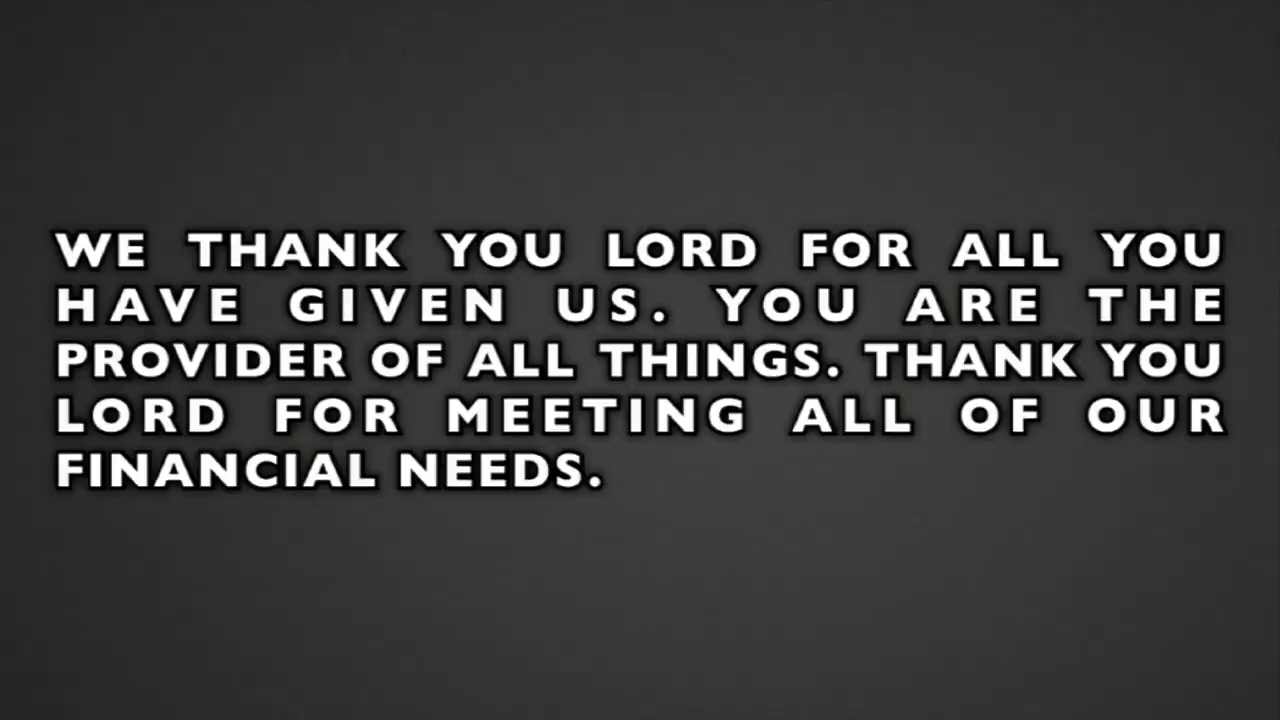 WE THANK YOU LORD FOR ALL YOU
HAVE GIVEN US. YOU ARE THE
PROVIDER OF ALL THINGS. THANK YOU
LORD FOR MEETING ALL OF OUR
FINANCIAL NEEDS.